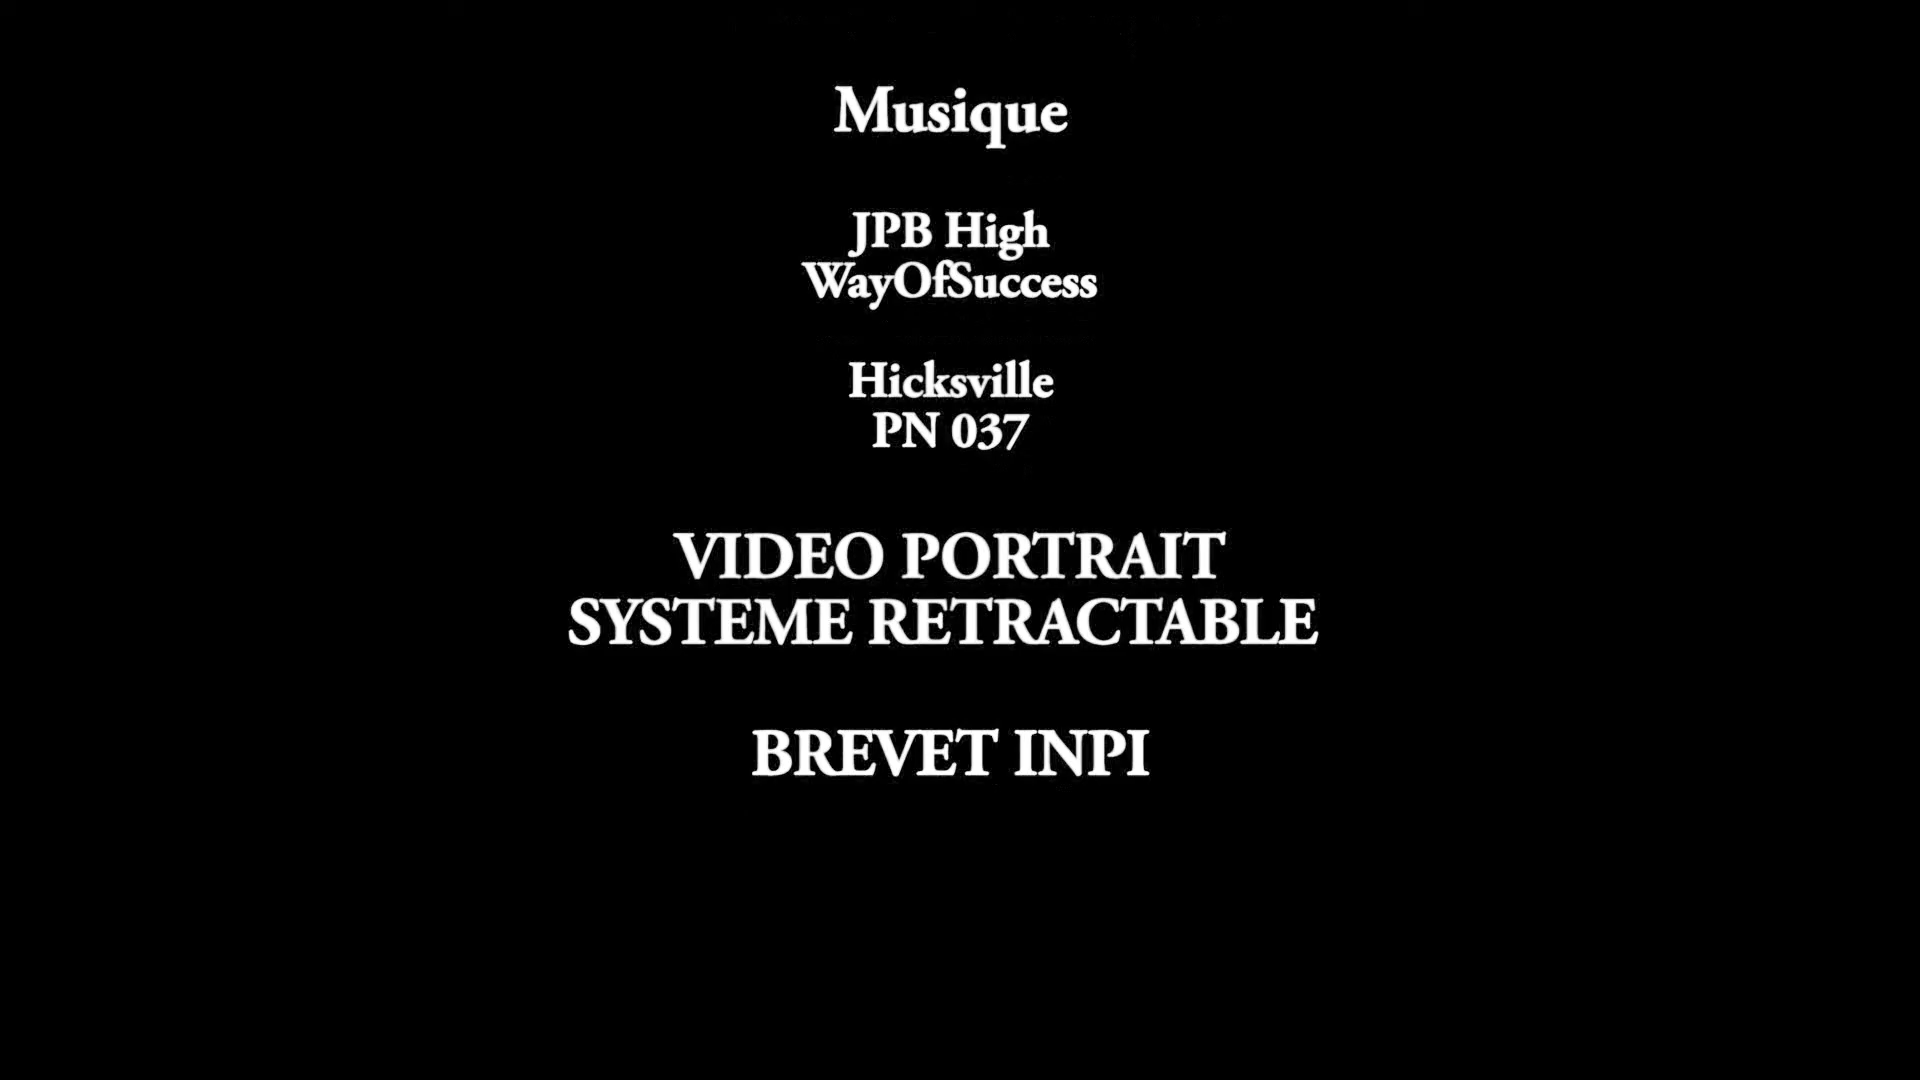 Musique
JPB High
WayOfSuccess
Hicksville
PN 037
VIDEO PORTRAIT
SYSTEME RETRACTABLE
BREVET INPI